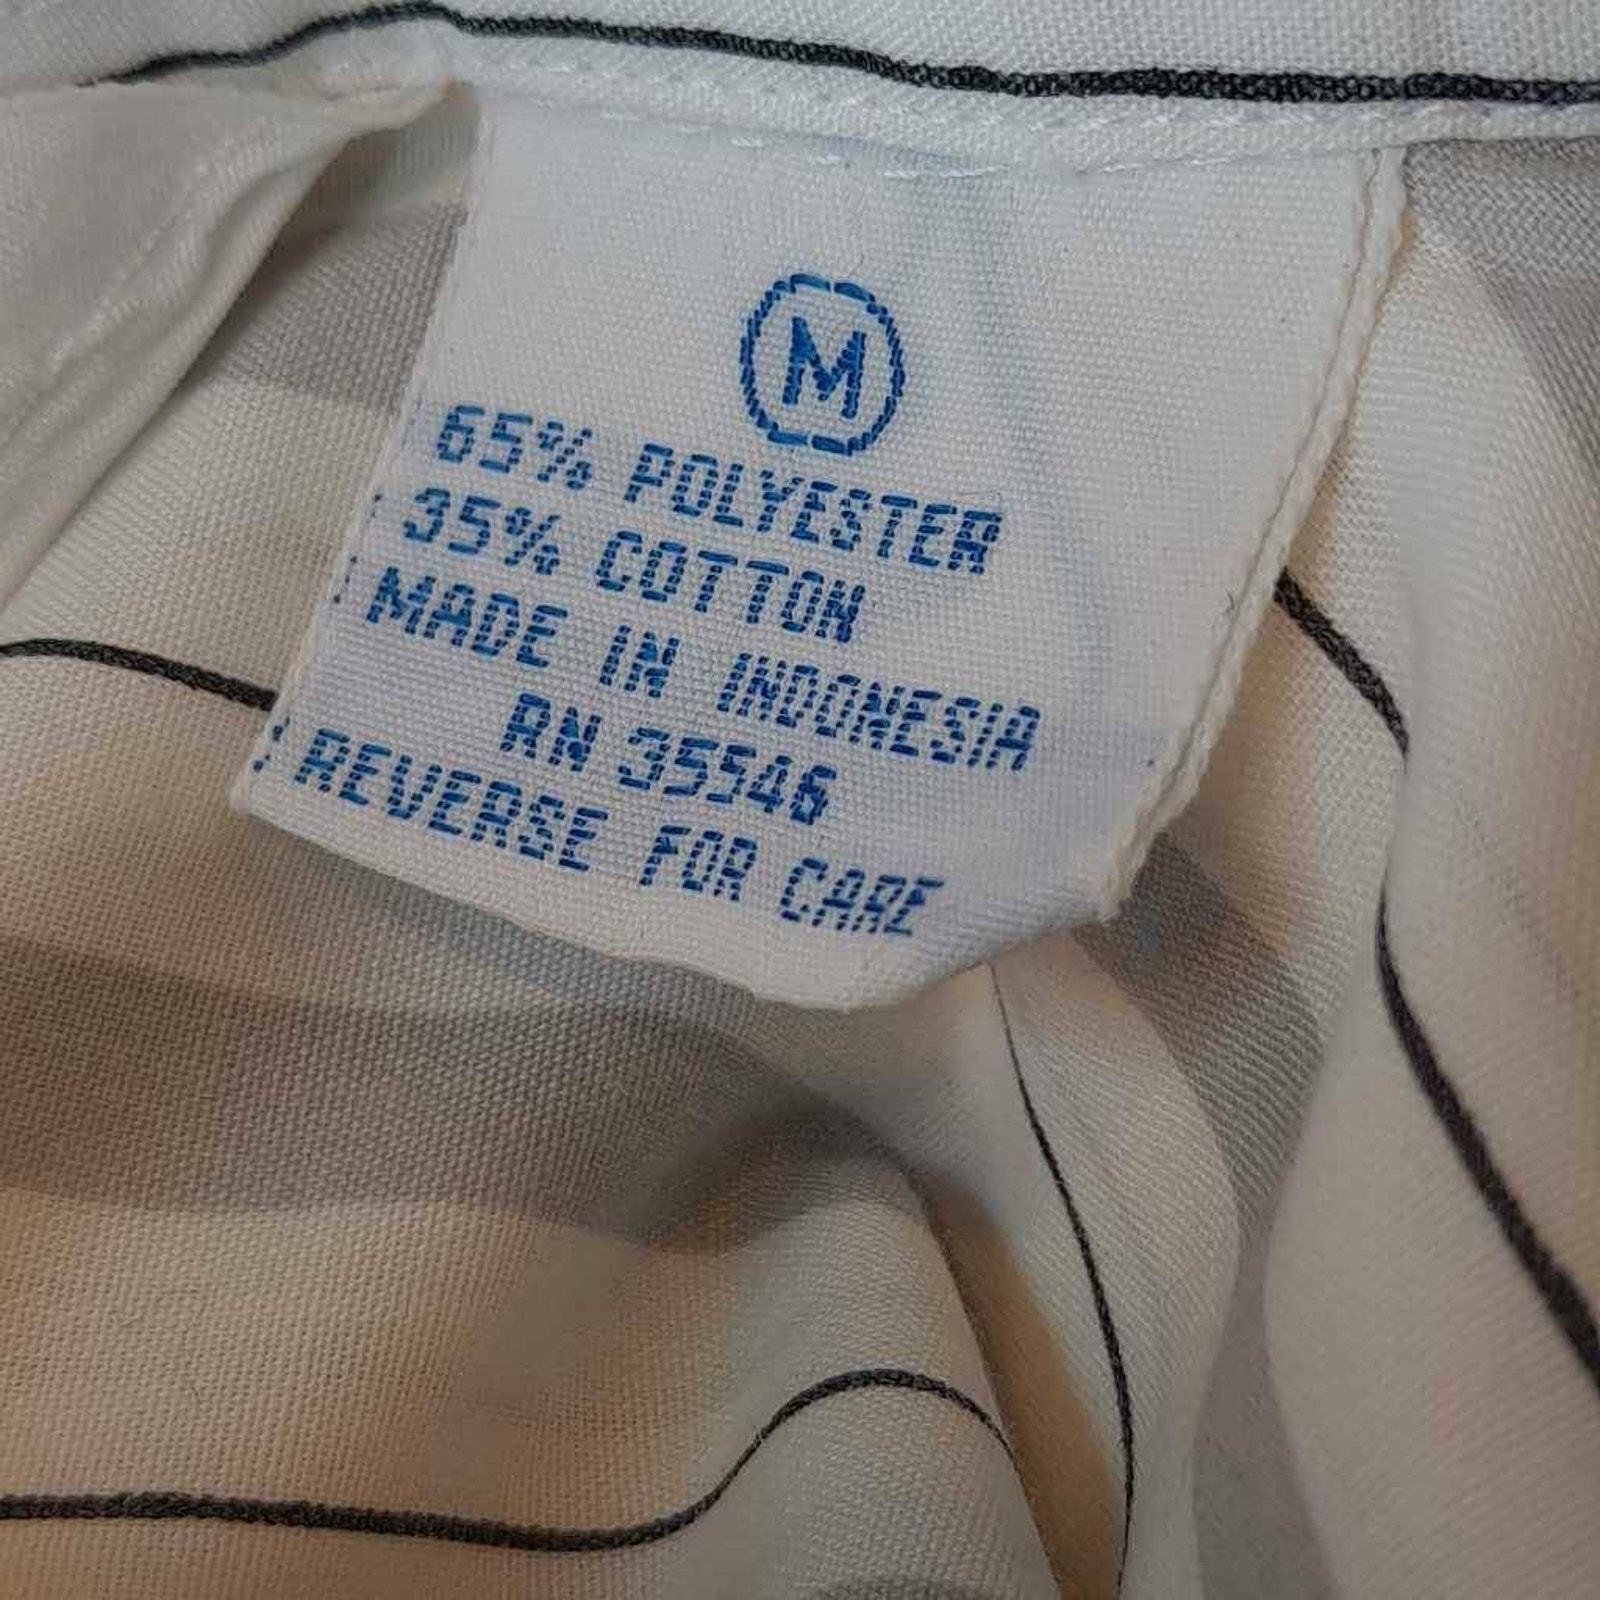 M
65% POLYESTER
35% COTTON
MADE IN INDONESIA
RN 35546
REVERSE FOR CARE